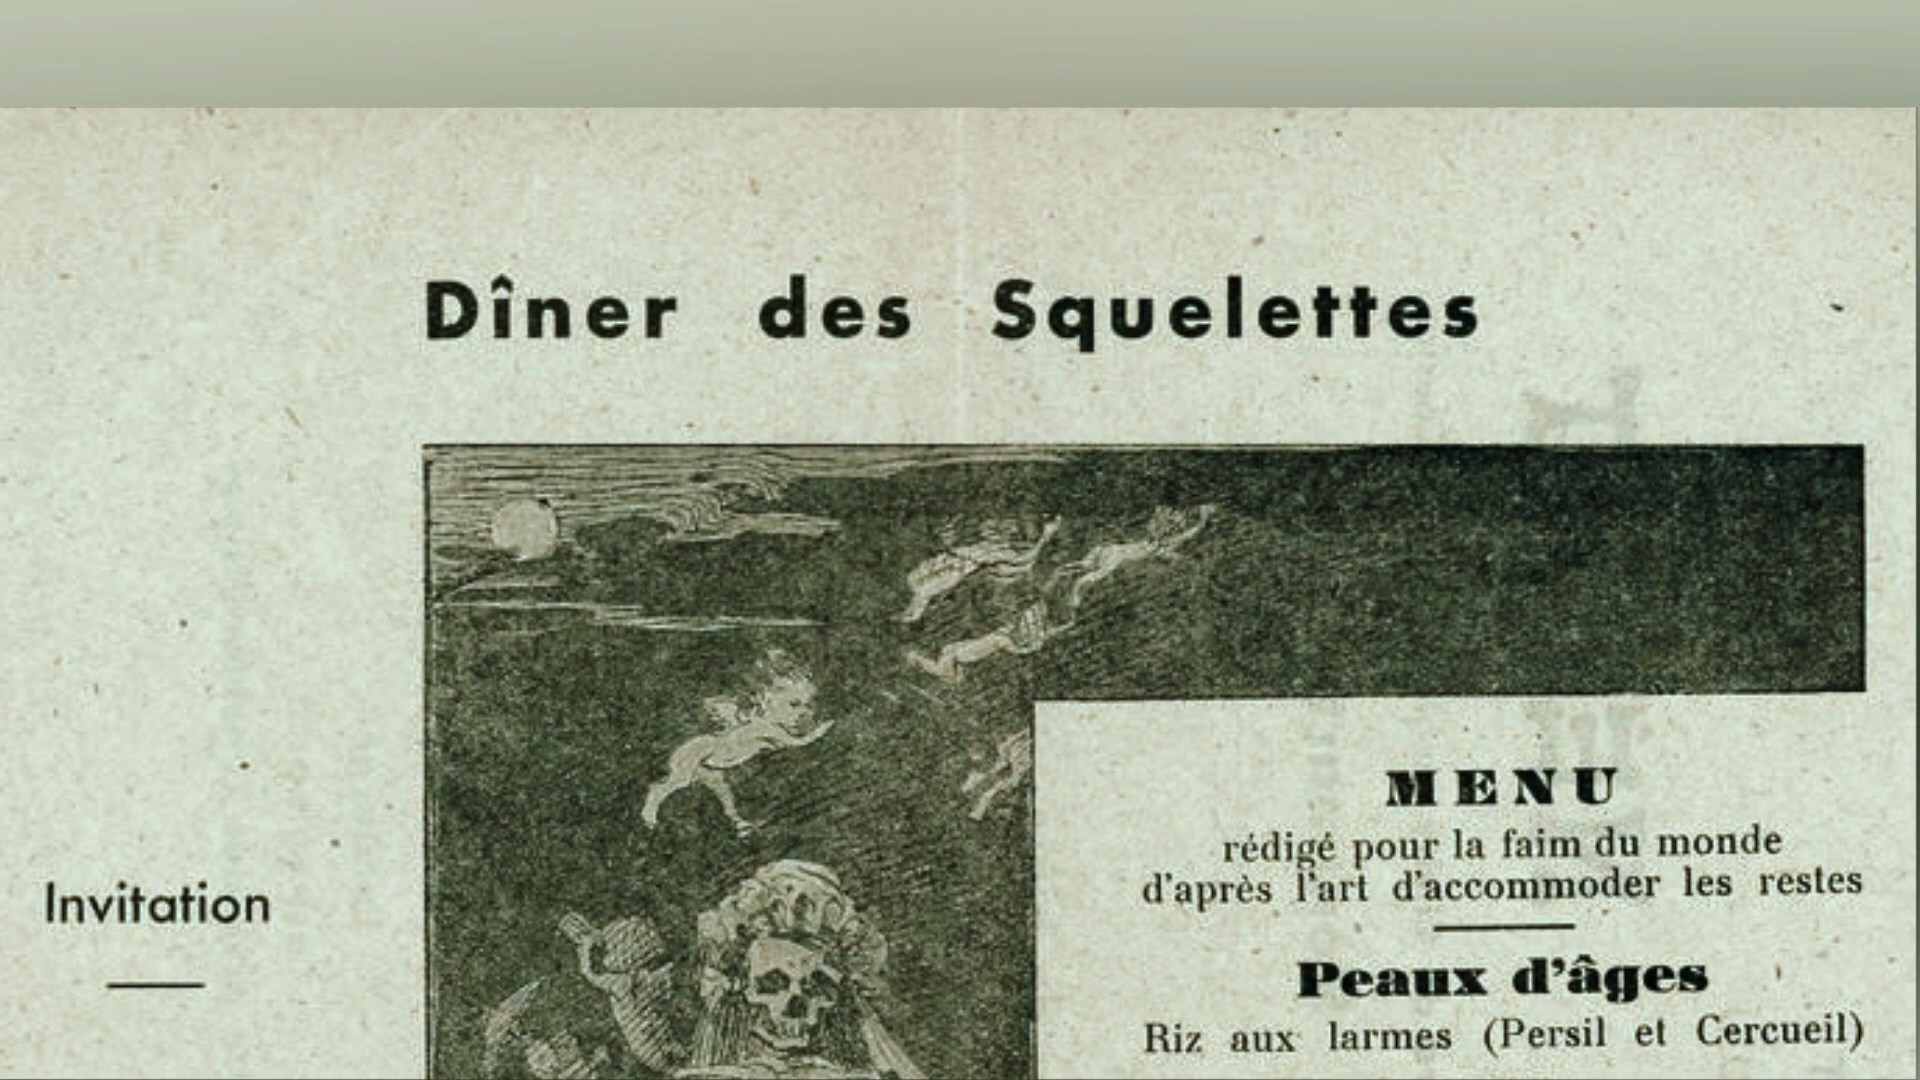 Dîner des Squelettes
Invitation
MENU
rédigé pour la faim du monde
d'après l'art d'accommoder les restes
Peaux d'âges
Riz aux larmes (Persil et Cercueil)